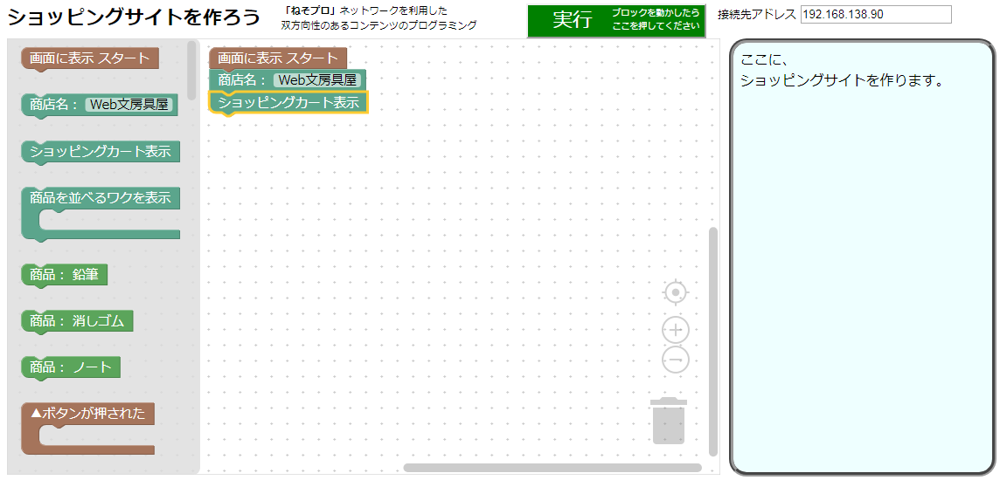 ショッピングサイトを作ろう
「ねそプロ」ネットワークを利用した
双方向性のあるコンテンツのプログラミング
実行
ブロックを動かしたら
ここを押してください
接続先アドレス 192.168.138.90
画面に表示 スタート
商店名： Web文房具屋
ショッピングカート表示
商品を並べるワクを表示
商品： 鉛筆
商品： 消しゴム
商品： ノート
▲ボタンが押された
画面に表示 スタート
商店名： Web文房具屋
ショッピングカート表示
ここに、
ショッピングサイトを作ります。